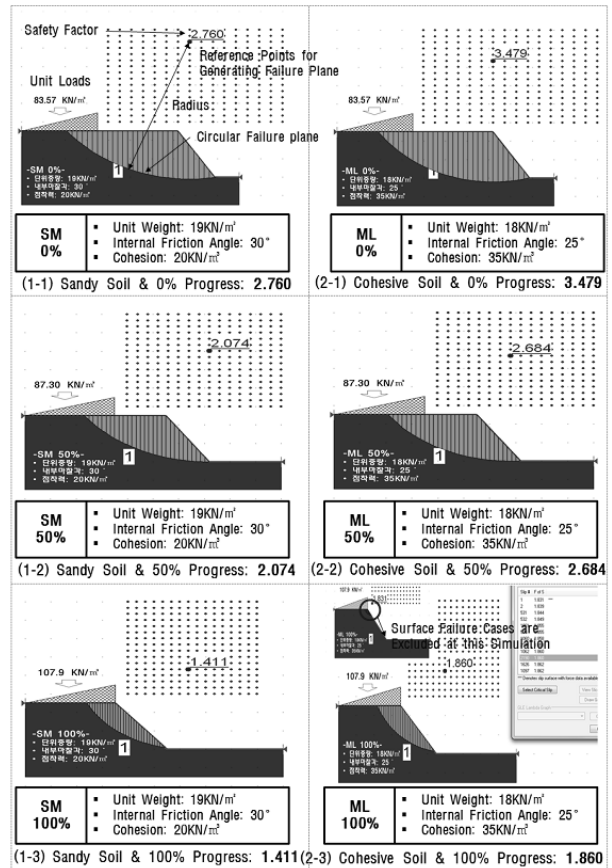 Safety Factor
2.760
Reference Points for
Generating Failure Plane
Unit Loads
83.57 KN/㎡
Radius
Circular Failure plane
1
-SM 0%-
• 단위중량: 19KN/㎥
• 내부마찰각: 30 °
• 점착력: 20KN/㎡
SM
0%
▪ Unit Weight: 19KN/㎥
▪ Internal Friction Angle: 30°
▪ Cohesion: 20KN/㎡
(1-1) Sandy Soil & 0% Progress: 2.760
3.479
83.57 KN/㎡
1
-ML 0%-
• 단위중량: 18KN/㎥
• 내부마찰각: 25 °
• 점착력: 35KN/㎡
ML
0%
▪ Unit Weight: 18KN/㎥
▪ Internal Friction Angle: 25°
▪ Cohesion: 35KN/㎡
(2-1) Cohesive Soil & 0% Progress: 3.479
2.074
87.30 KN/㎡
1
-SM 50%-
• 단위중량: 19KN/㎥
• 내부마찰각: 30 °
• 점착력: 20KN/㎡
SM
50%
▪ Unit Weight: 19KN/㎥
▪ Internal Friction Angle: 30°
▪ Cohesion: 20KN/㎡
(1-2) Sandy Soil & 50% Progress: 2.074
2.684
87.30 KN/㎡
1
-ML 50%-
• 단위중량: 18KN/㎥
• 내부마찰각: 25 °
• 점착력: 35KN/㎡
ML
50%
▪ Unit Weight: 18KN/㎥
▪ Internal Friction Angle: 25°
▪ Cohesion: 35KN/㎡
(2-2) Cohesive Soil & 50% Progress: 2.684
1.411
107.9 KN/㎡
1
-SM 100%-
• 단위중량: 19KN/㎥
• 내부마찰각: 30 °
• 점착력: 20KN/㎡
SM
100%
▪ Unit Weight: 19KN/㎥
▪ Internal Friction Angle: 30°
▪ Cohesion: 20KN/㎡
(1-3) Sandy Soil & 100% Progress: 1.411
107.9 KN/㎡
1.831
-ML 100%-
Surface Failure Cases are
Excluded at this Simulation
1.860
107.9 KN/㎡
1
-ML 100%-
• 단위중량: 18KN/㎥
• 내부마찰각: 25 °
• 점착력: 35KN/㎡
Slip # F of S
1 1.831
2 1.839
Select Critical Slip
ML
100%
▪ Unit Weight: 18KN/㎥
▪ Internal Friction Angle: 25°
▪ Cohesion: 35KN/㎡
(2-3) Cohesive Soil & 100% Progress: 1.860